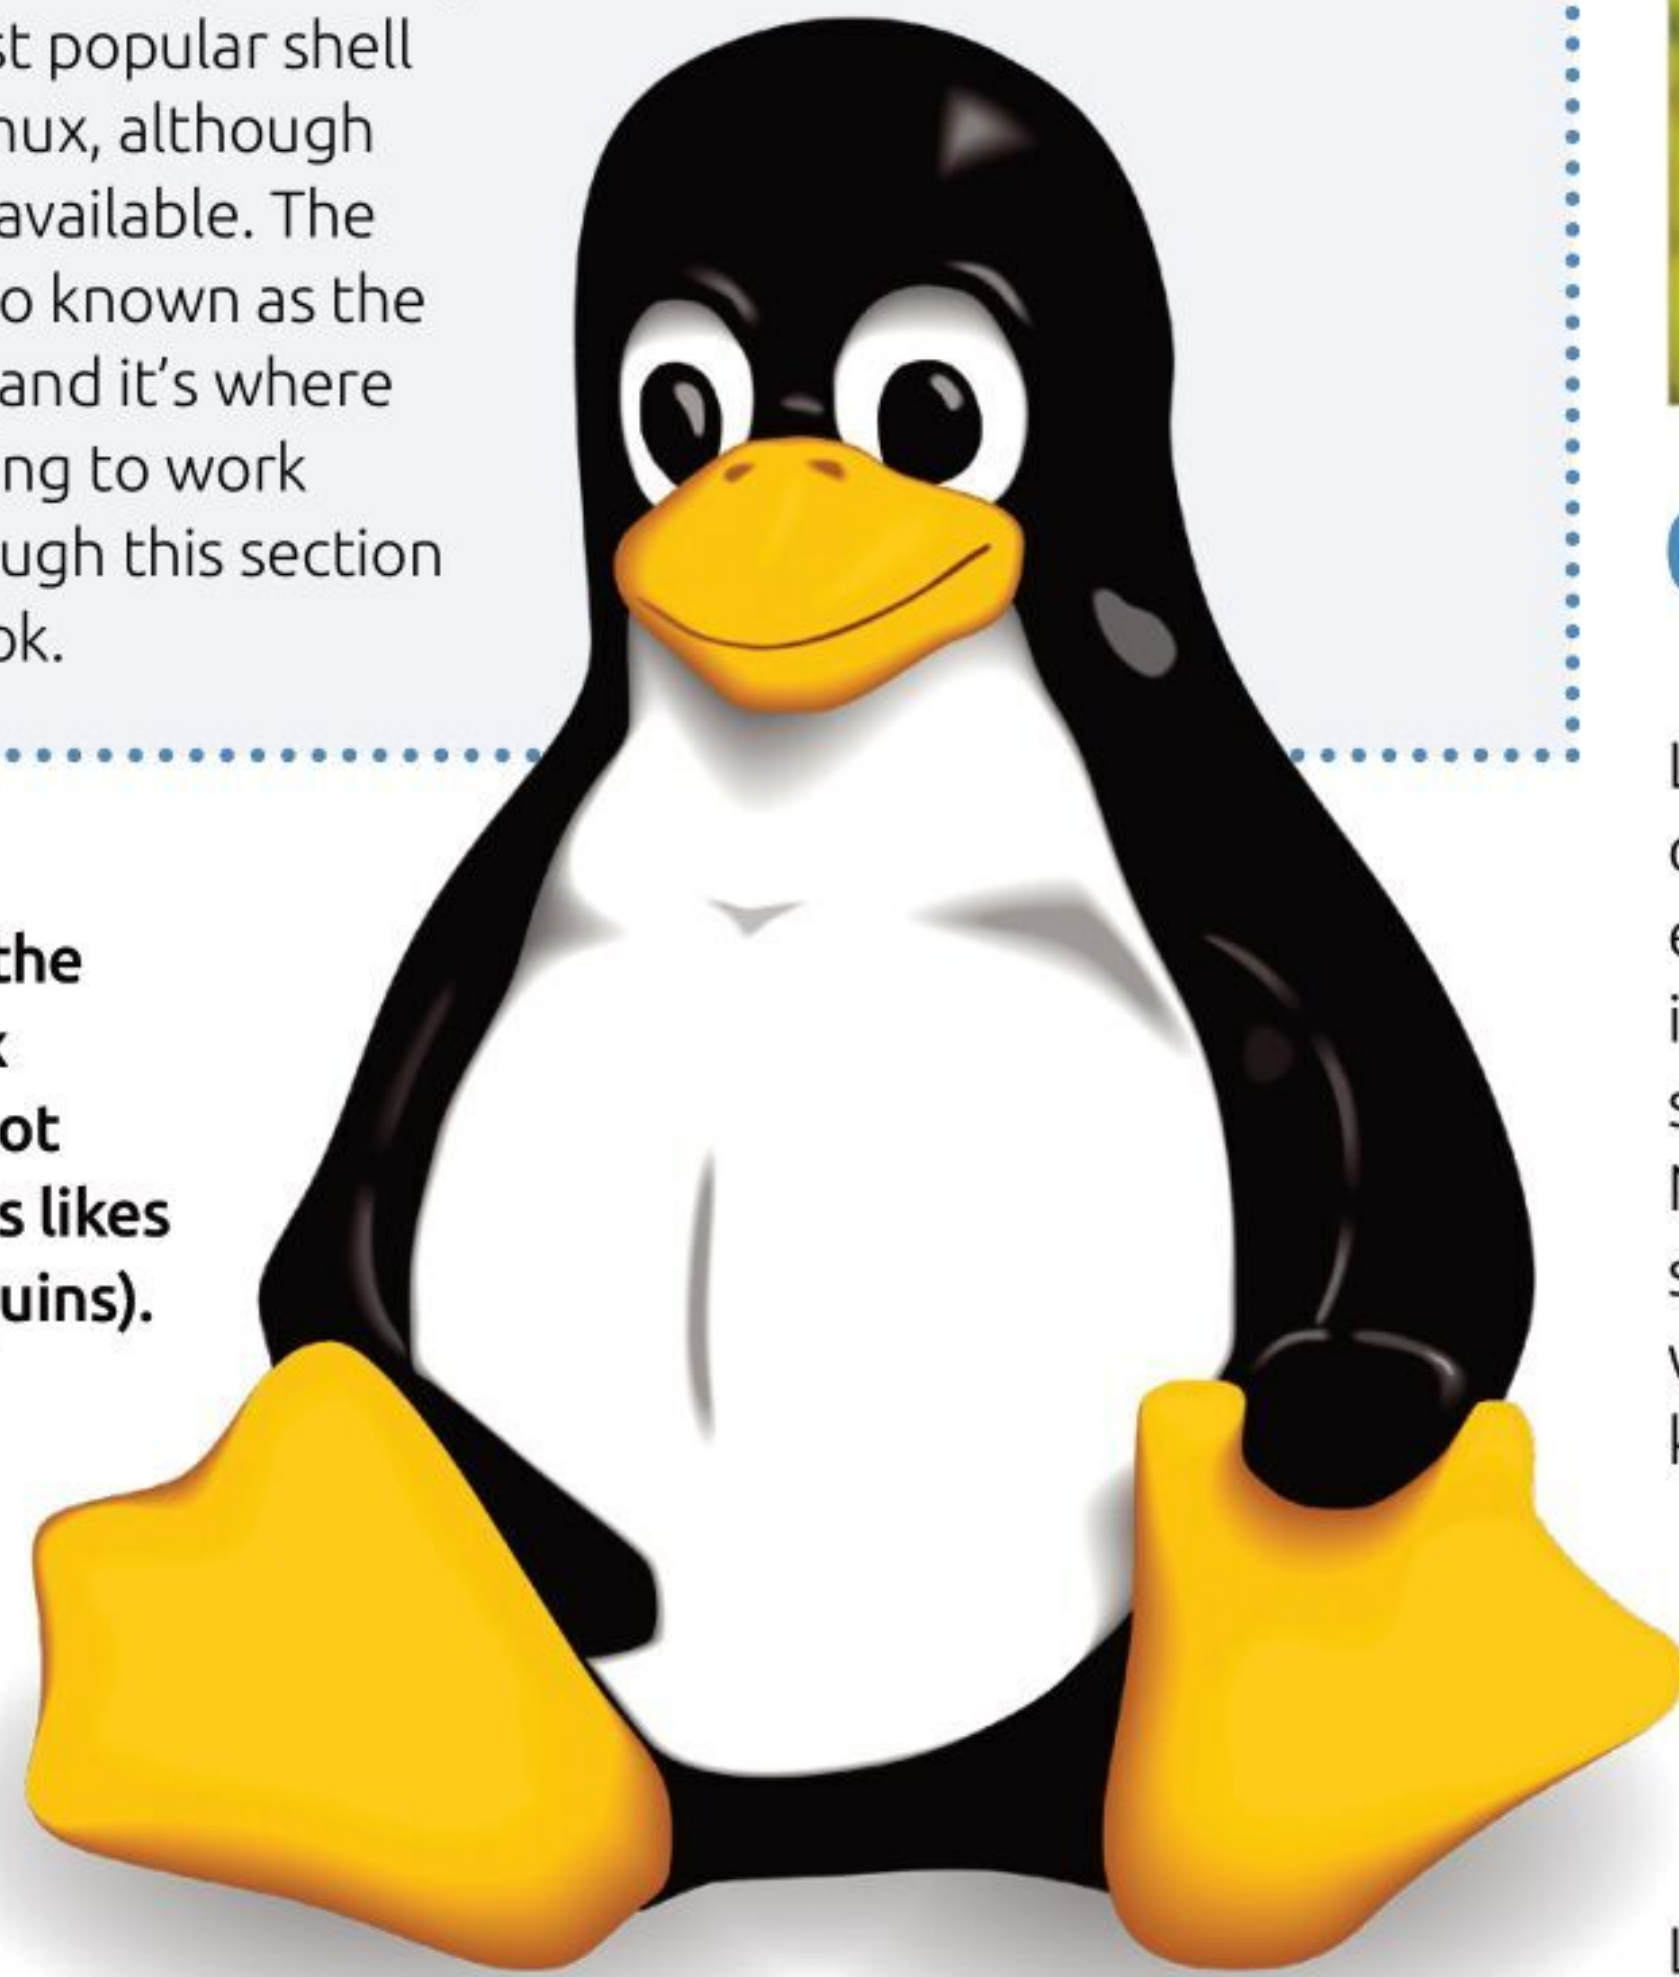 st popular shell
nux, although
available. The
o known as the
and it's where
ng to work
ugh this section
ok.
the
x
ot
s likes
uins).